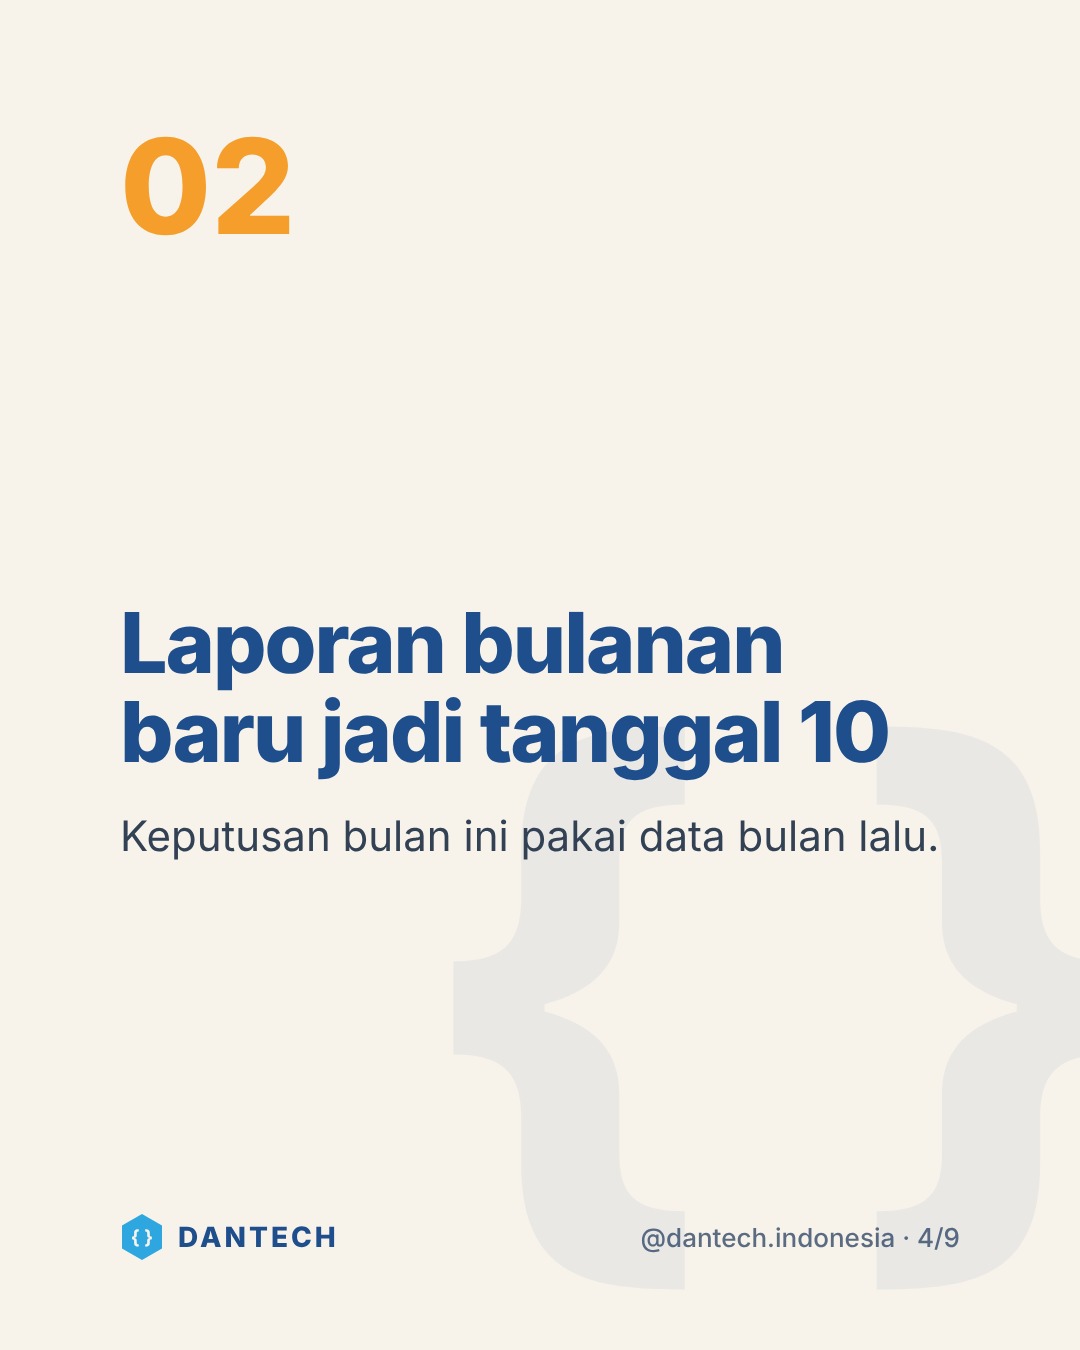 02
Laporan bulanan
baru jadi tanggal 10
Keputusan bulan ini pakai data bulan lalu.
{}
{} DANTECH
@dantech.indonesia · 4/9